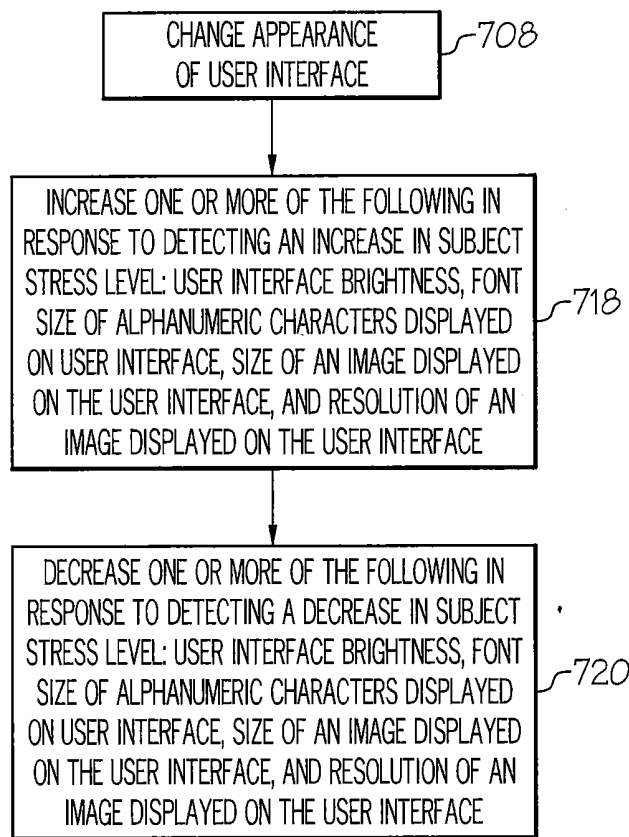 CHANGE APPEARANCE
OF USER INTERFACE
708
INCREASE ONE OR MORE OF THE FOLLOWING IN
RESPONSE TO DETECTING AN INCREASE IN SUBJECT
STRESS LEVEL: USER INTERFACE BRIGHTNESS, FONT
SIZE OF ALPHANUMERIC CHARACTERS DISPLAYED
ON USER INTERFACE, SIZE OF AN IMAGE DISPLAYED
ON THE USER INTERFACE, AND RESOLUTION OF AN
IMAGE DISPLAYED ON THE USER INTERFACE
718
DECREASE ONE OR MORE OF THE FOLLOWING IN
RESPONSE TO DETECTING A DECREASE IN SUBJECT
STRESS LEVEL: USER INTERFACE BRIGHTNESS, FONT
SIZE OF ALPHANUMERIC CHARACTERS DISPLAYED
ON USER INTERFACE, SIZE OF AN IMAGE DISPLAYED
ON THE USER INTERFACE, AND RESOLUTION OF AN
IMAGE DISPLAYED ON THE USER INTERFACE
720